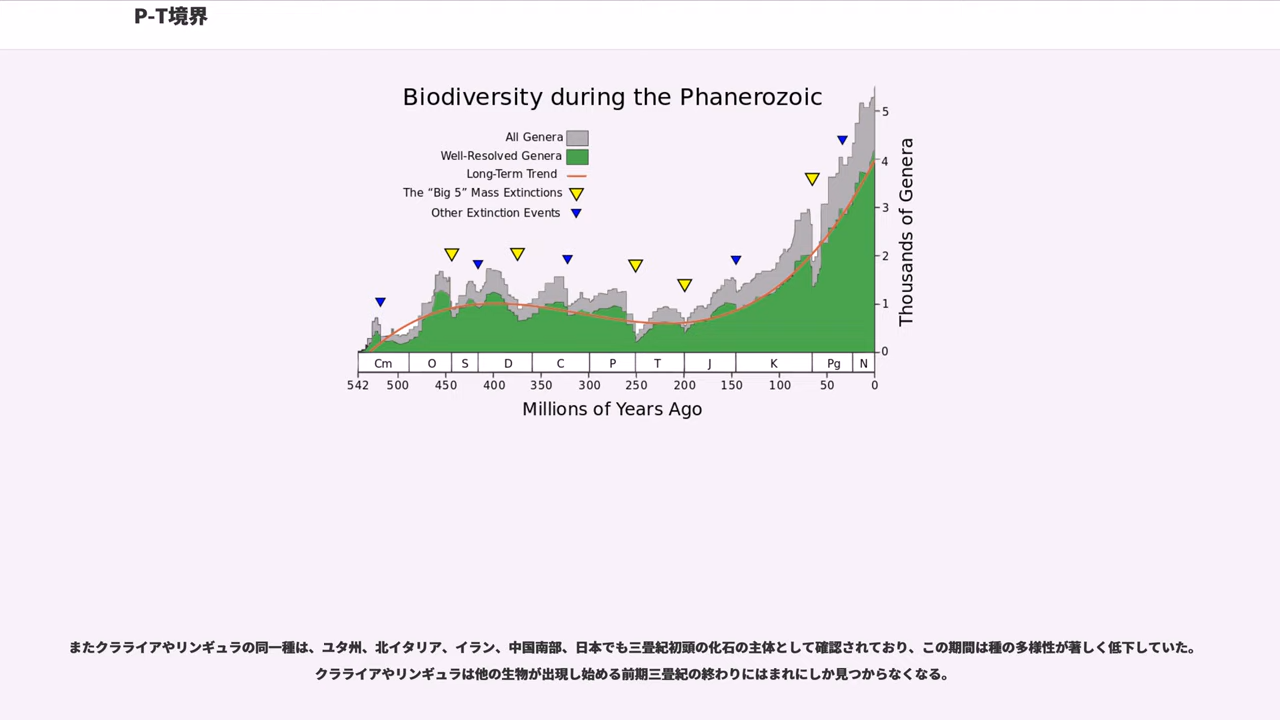 P-T境界
Biodiversity during the Phanerozoic
All Genera
Well-Resolved Genera
Long-Term Trend
The “Big 5” Mass Extinctions
Other Extinction Events
5
4
3
2
1
0
Thousands of Genera
Cm O S D C P T J K Pg N
542 500 450 400 350 300 250 200 150 100 50 0
Millions of Years Ago
またクラライアやリンギュラの同一種は、ユタ州、北イタリア、イラン、中国南部、日本でも三畳紀初頭の化石の主体として確認されており、この期間は種の多様性が著しく低下していた。
クラライアやリンギュラは他の生物が出現し始める前期三畳紀の終わりにはまれにしか見つからなくなる。